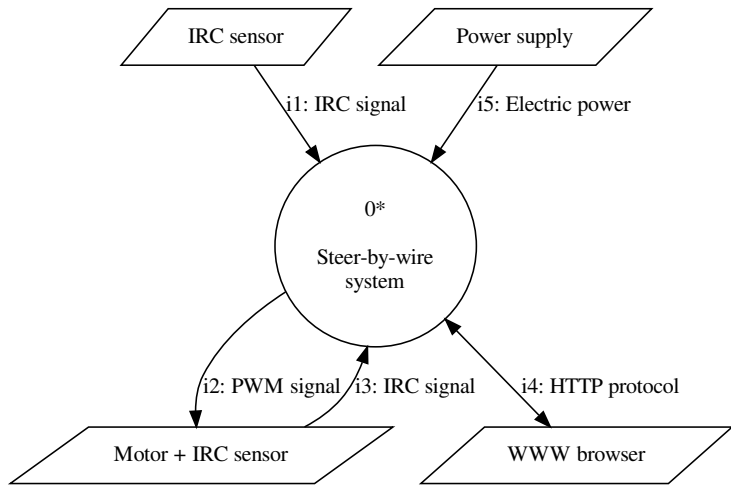 IRC sensor
Power supply
i1: IRC signal
i5: Electric power
0*
Steer-by-wire
system
i2: PWM signal
i3: IRC signal
i4: HTTP protocol
Motor + IRC sensor
WWW browser